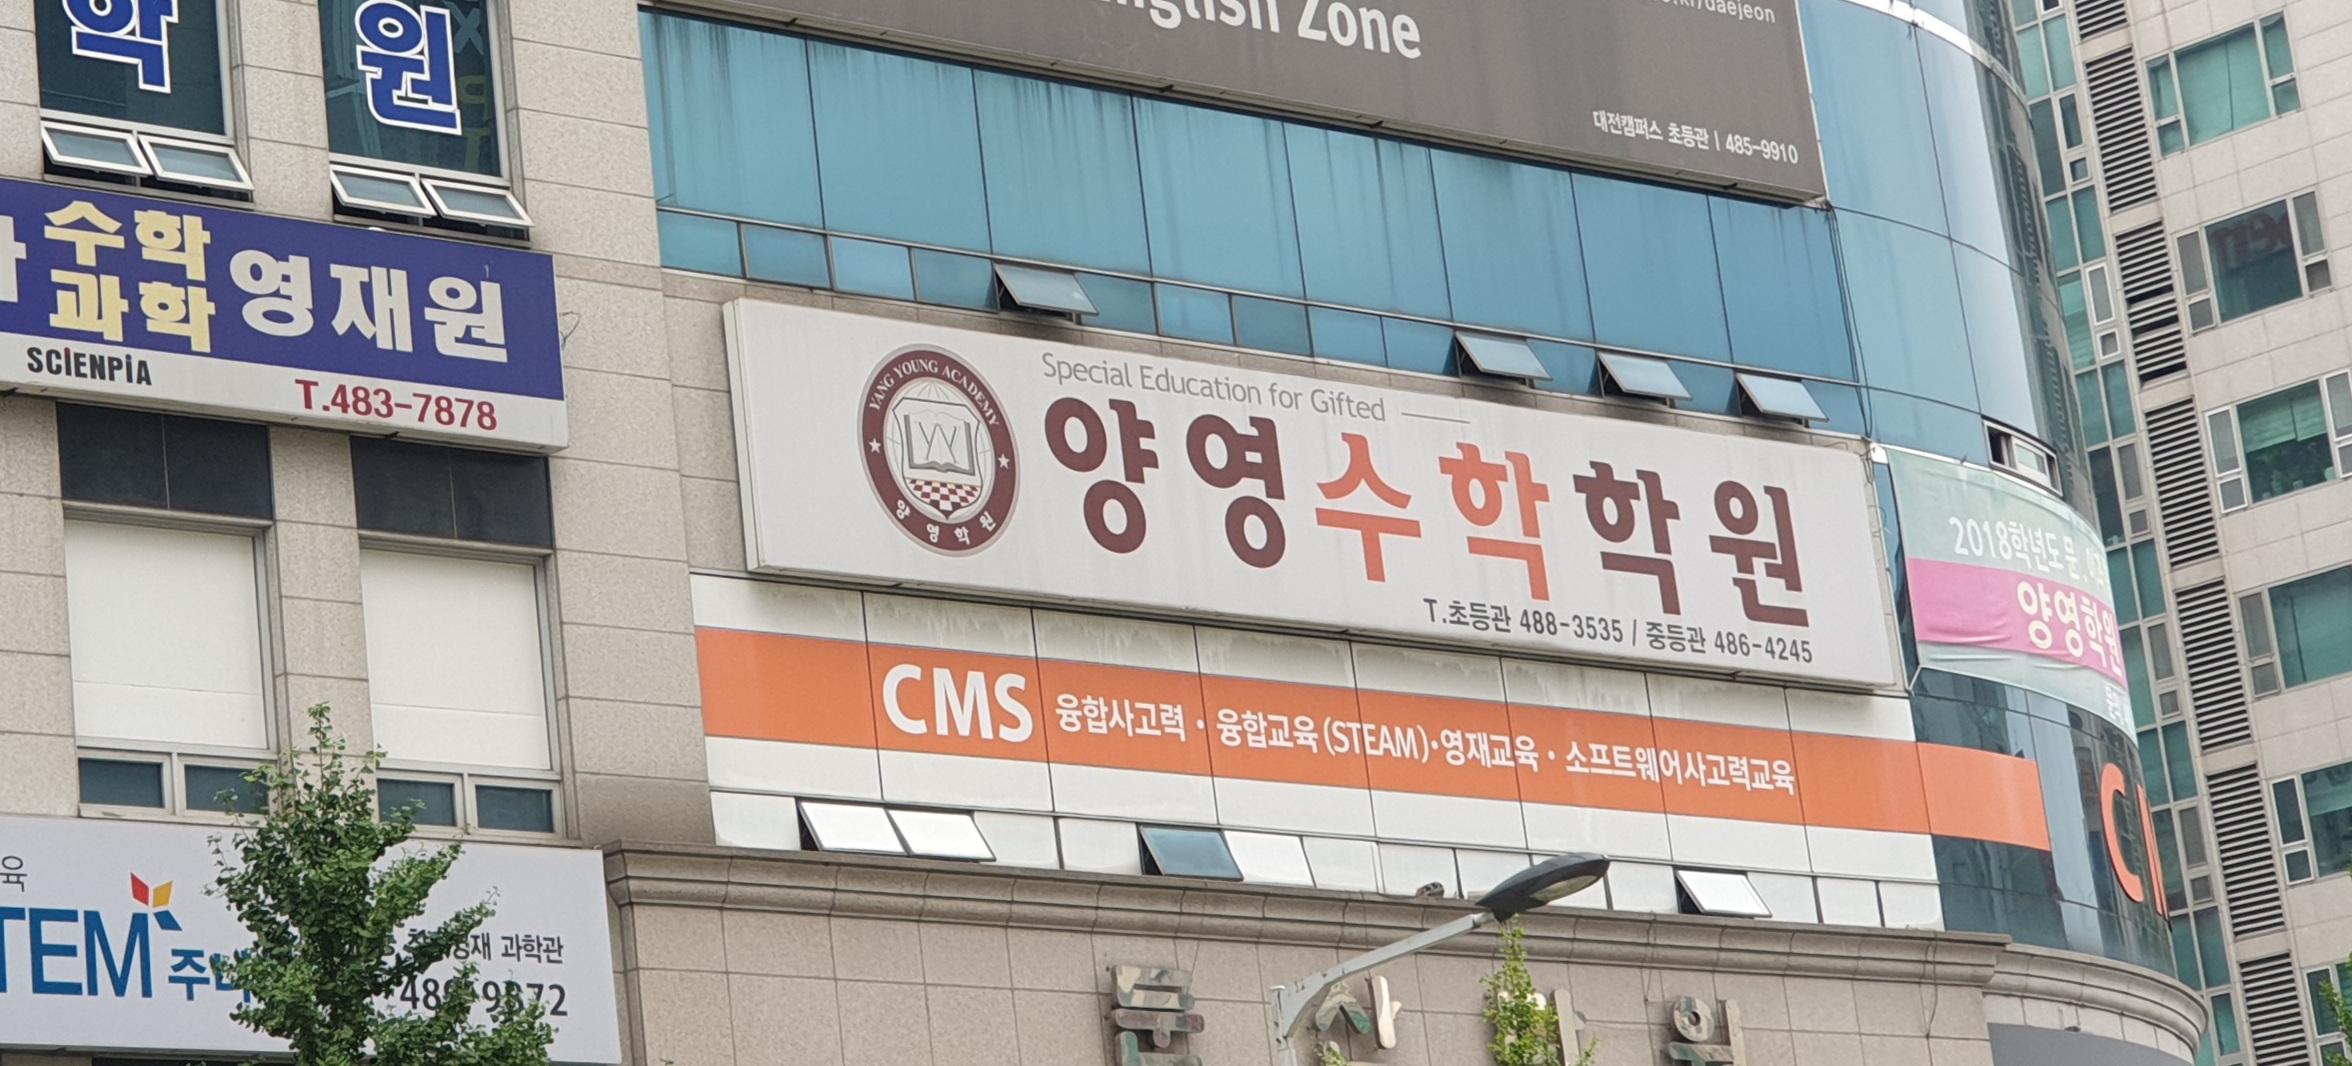 학 원
Zone
대전캠퍼스 초등관 | 485-9910
수학
과학
영재원
SCIENPIA
T.483-7878
YANG YOUNG ACADEMY
양영학원
Special Education for Gifted
양영수학학원
T.초등관 488-3535 / 중등관 486-4245
2018학년도
양영학원
CMS 융합사고력 · 융합교육(STEAM)·영재교육 · 소프트웨어사고력교육
육
TEM
과학관